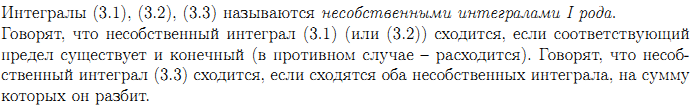 Интегралы (3.1), (3.2), (3.3) называются несобственными интегралами I рода.
Говорят, что несобственный интеграл (3.1) (или (3.2)) сходится, если соответствующий
предел существует и конечный (в противном случае – расходится). Говорят, что несоб-
ственный интеграл (3.3) сходится, если сходятся оба несобственных интеграла, на сумму
которых он разбит.